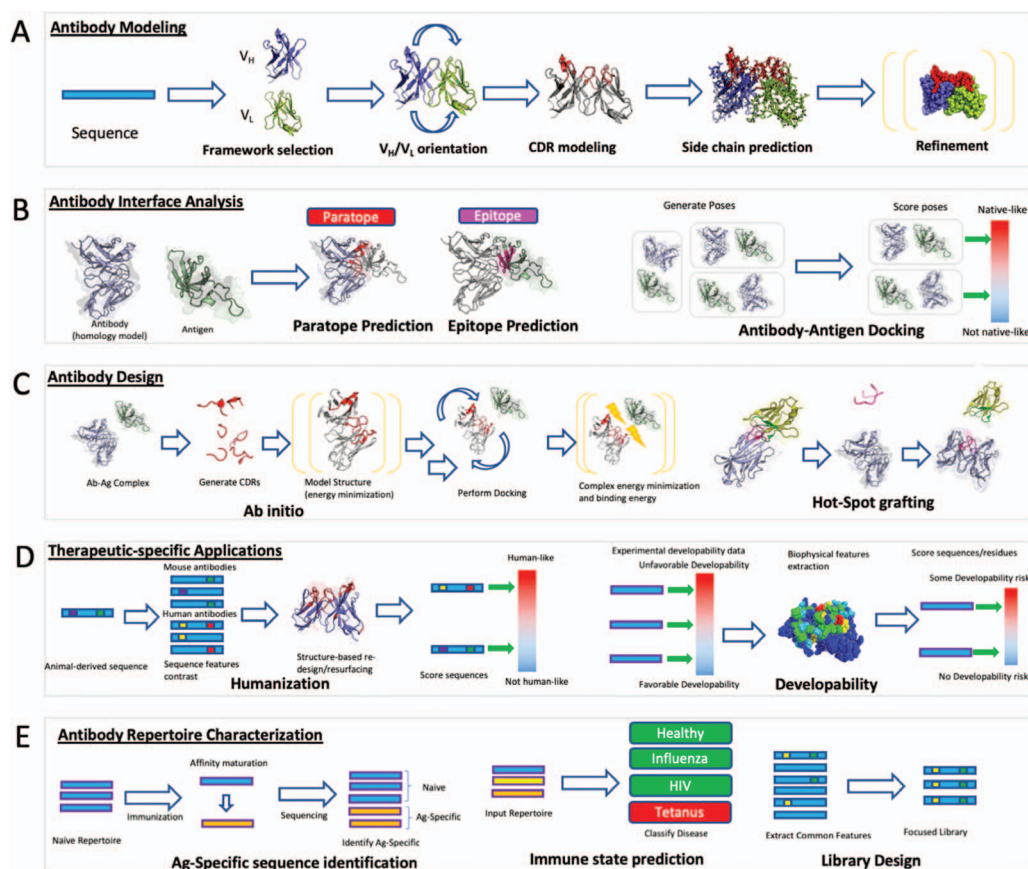 A
Antibody Modeling
Sequence
VH
VL
Framework selection
VH/VL orientation
CDR modeling
Side chain prediction
Refinement
B
Antibody Interface Analysis
Antibody
(homology model)
Antigen
Paratope
Paratope Prediction
Epitope
Epitope Prediction
Generate Poses
Score poses
Native-like
Not native-like
Antibody-Antigen Docking
C
Antibody Design
Ab-Ag Complex
Generate CDRs
Model Structure
(energy minimization)
Perform Docking
Complex energy minimization
and binding energy
Ab initio
Hot-Spot grafting
D
Therapeutic-specific Applications
Animal-derived sequence
Mouse antibodies
Human antibodies
Sequence features
contrast
Structure-based re-
design/resurfacing
Score sequences
Human-like
Not human-like
Humanization
Experimental developability data
Unfavorable Developability
Favorable Developability
Biophysical features
extraction
Score sequences/residues
Some Developability risk
No Developability risk
Developability
E
Antibody Repertoire Characterization
Naïve Repertoire
Immunization
Affinity maturation
Sequencing
Naïve
Ag-Specific
Identify Ag-Specific
Ag-Specific sequence identification
Input Repertoire
Healthy
Influenza
HIV
Tetanus
Classify Disease
Immune state prediction
Extract Common Features
Focused Library
Library Design